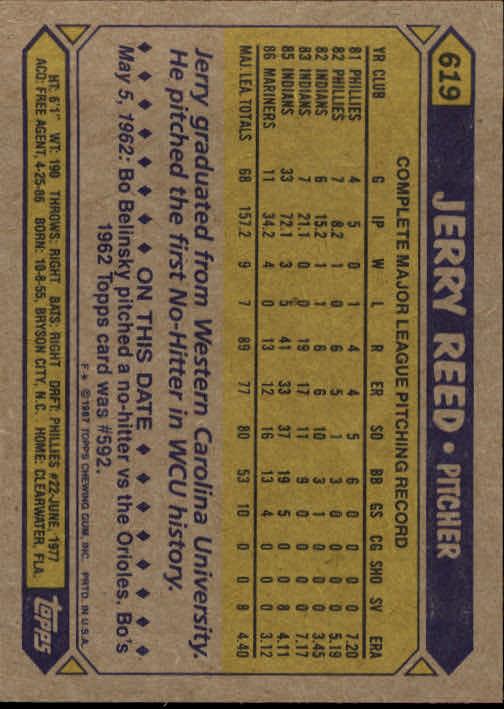 619
JERRY REED • PITCHER
COMPLETE MAJOR LEAGUE PITCHING RECORD
YR CLUB G IP W L R ER SO BB GS CG SHO SV ERA
81 PHILLIES 4 5 0 1 4 4 5 6 0 0 0 0 7.20
82 PHILLIES 7 8.2 1 0 6 5 1 3 0 0 0 0 5.19
82 INDIANS 6 15.2 1 1 6 6 10 3 1 0 0 0 3.45
83 INDIANS 7 21.1 0 0 19 17 11 9 0 0 0 0 7.17
85 INDIANS 33 72.1 3 5 41 33 37 19 5 0 0 8 4.11
86 MARINERS 11 34.2 4 0 13 12 16 13 4 0 0 0 3.12
MAJ. LEA. TOTALS 68 157.2 9 7 89 77 80 53 10 0 0 8 4.40
Jerry graduated from Western Carolina University.
He pitched the first No-Hitter in WCU history.
ON THIS DATE
May 5, 1962: Bo Belinsky pitched a no-hitter vs the Orioles. Bo's
1962 Topps card was #592.
F* © 1987 TOPPS CHEWING GUM, INC. PRTD. IN U.S.A.
HT: 6'1" WT: 190 THROWS: RIGHT BATS: RIGHT DRFT: PHILLIES #22-JUNE, 1977
ACQ: FREE AGENT, 4-25-86 BORN: 10-8-55, BRYSON CITY, N.C. HOME: CLEARWATER, FLA.
TOPPS